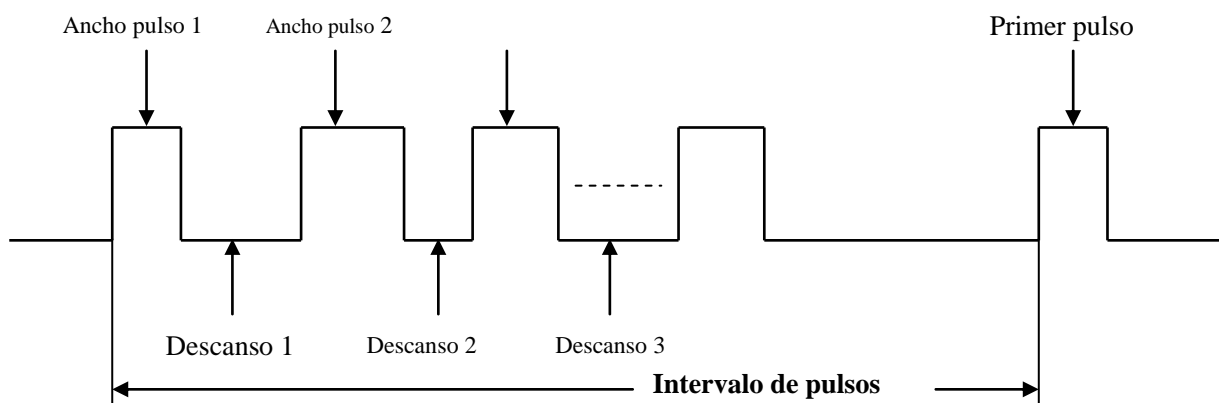 Ancho pulso 1
Ancho pulso 2
Primer pulso
Descanso 1
Descanso 2
Descanso 3
Intervalo de pulsos